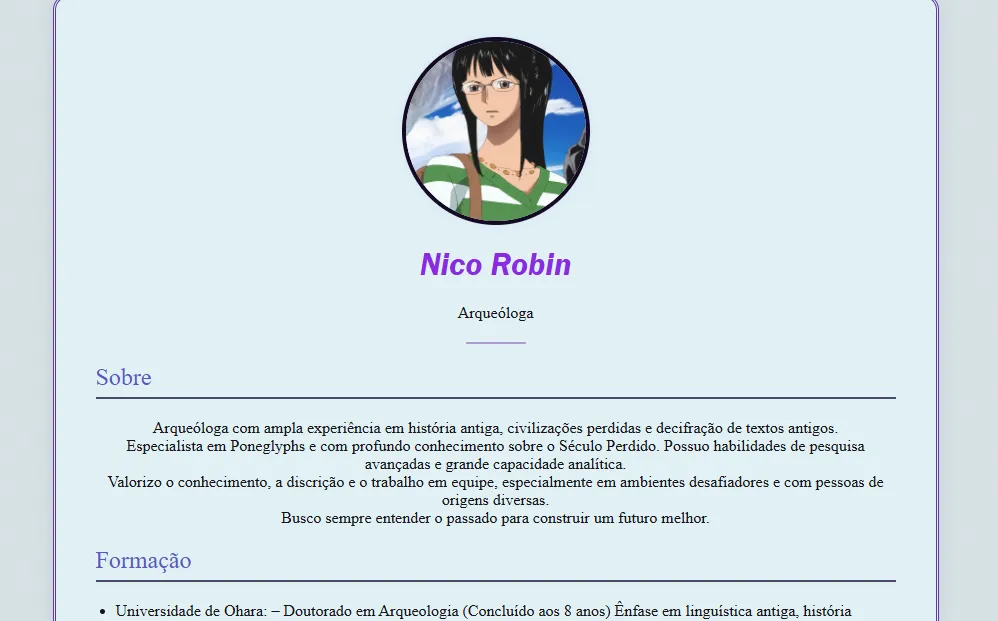 Nico Robin
Arqueóloga
Sobre
Arqueóloga com ampla experiência em história antiga, civilizações perdidas e decifração de textos antigos.
Especialista em Poneglyphs e com profundo conhecimento sobre o Século Perdido. Possuo habilidades de pesquisa
avançadas e grande capacidade analítica.
Valorizo o conhecimento, a discrição e o trabalho em equipe, especialmente em ambientes desafiadores e com pessoas de
origens diversas.
Busco sempre entender o passado para construir um futuro melhor.
Formação
• Universidade de Ohara: – Doutorado em Arqueologia (Concluído aos 8 anos) Ênfase em linguística antiga, história